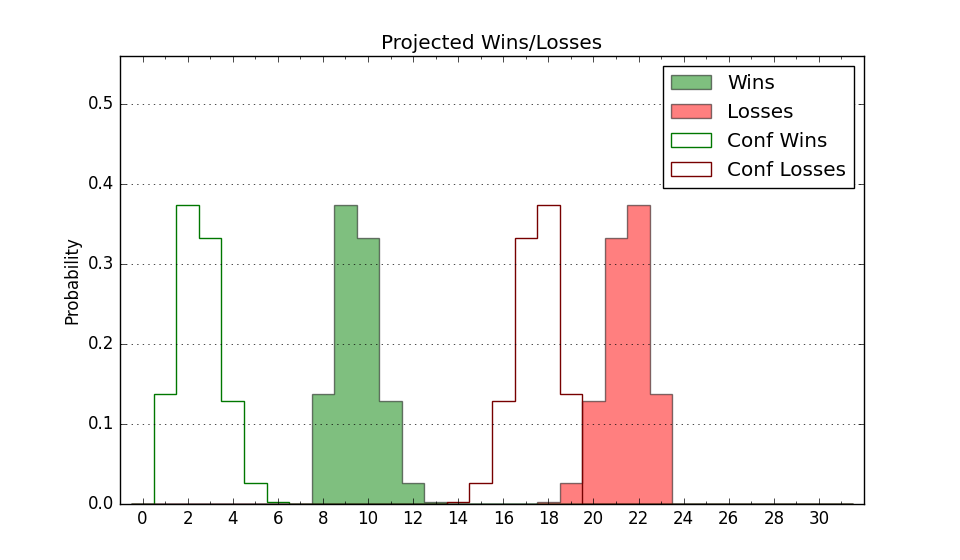 Projected Wins/Losses
Wins
Losses
Conf Wins
Conf Losses
Probability
0.5
0.4
0.3
0.2
0.1
0.0
0 2 4 6 8 10 12 14 16 18 20 22 24 26 28 30